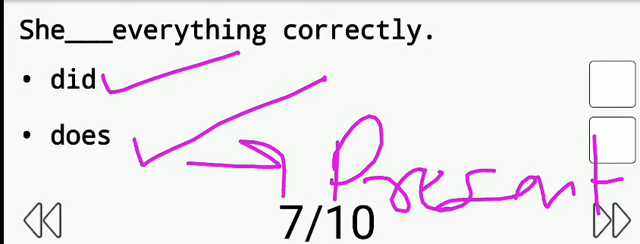 She___everything correctly.
• did
• does
Present
7/10